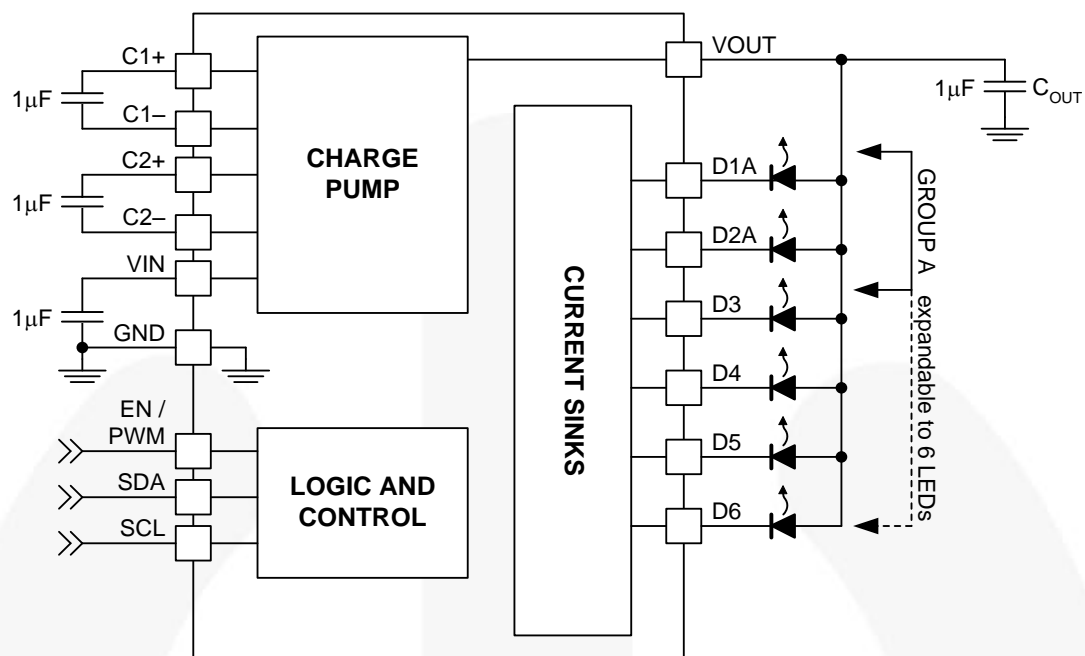 C1+
1µF
C1–
C2+
1µF
C2–
VIN
1µF
GND
EN /
PWM
SDA
SCL
CHARGE
PUMP
LOGIC AND
CONTROL
CURRENT SINKS
VOUT
1µF
C_OUT
D1A
D2A
D3
D4
D5
D6
GROUP A expandable to 6 LEDs